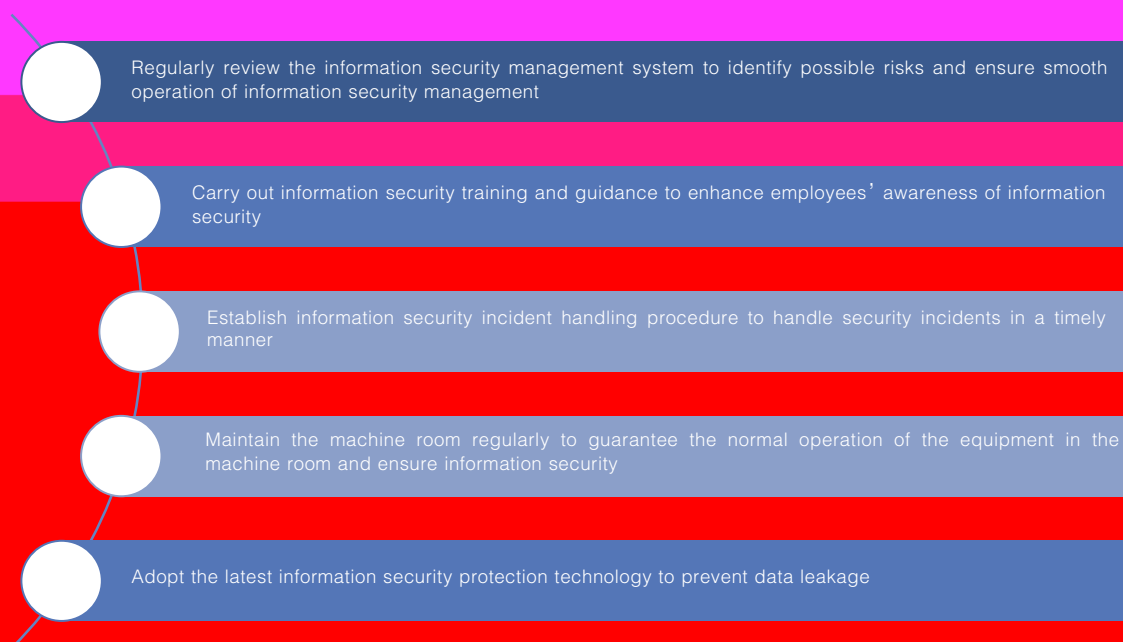 Regularly review the information security management system to identify possible risks and ensure smooth
operation of information security management
Carry out information security training and guidance to enhance employees’ awareness of information
security
Establish information security incident handling procedure to handle security incidents in a timely
manner
Maintain the machine room regularly to guarantee the normal operation of the equipment in the
machine room and ensure information security
Adopt the latest information security protection technology to prevent data leakage